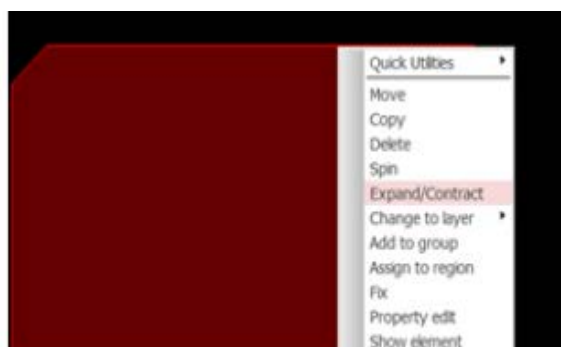 Quick Utilities
Move
Copy
Delete
Spin
Expand/Contract
Change to layer
Add to group
Assign to region
Fix
Property edit
Show element